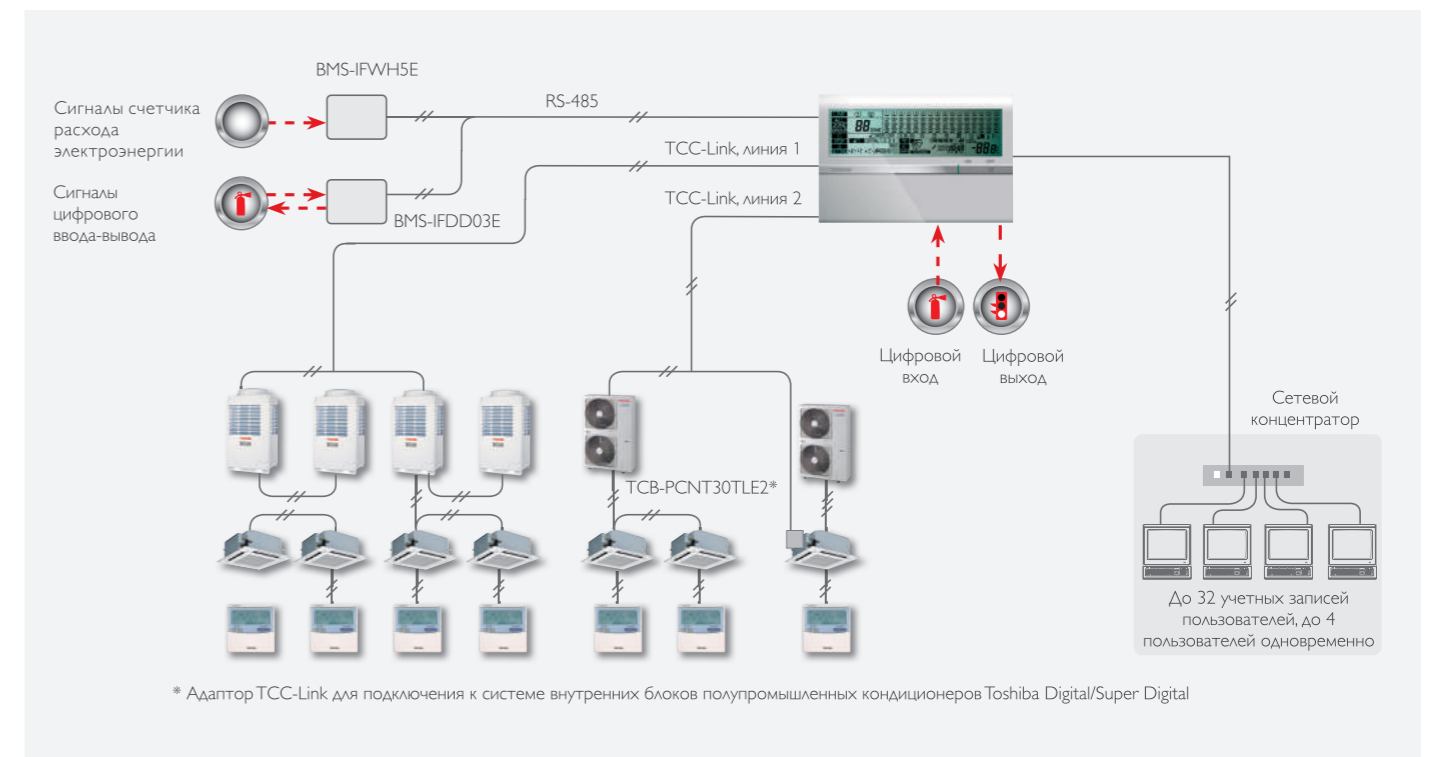 BMS-IFWH5E
Сигналы счетчика
расхода
электроэнергии
RS-485
TCC-Link, линия 1
Сигналы
цифрового
ввода-вывода
BMS-IFDD03E
TCC-Link, линия 2
Цифровой
вход
Цифровой
выход
Сетевой
концентратор
TCB-PCNT30TLE2*
До 32 учетных записей
пользователей, до 4
пользователей одновременно
* Адаптор TCC-Link для подключения к системе внутренних блоков полупромышленных кондиционеров Toshiba Digital/Super Digital